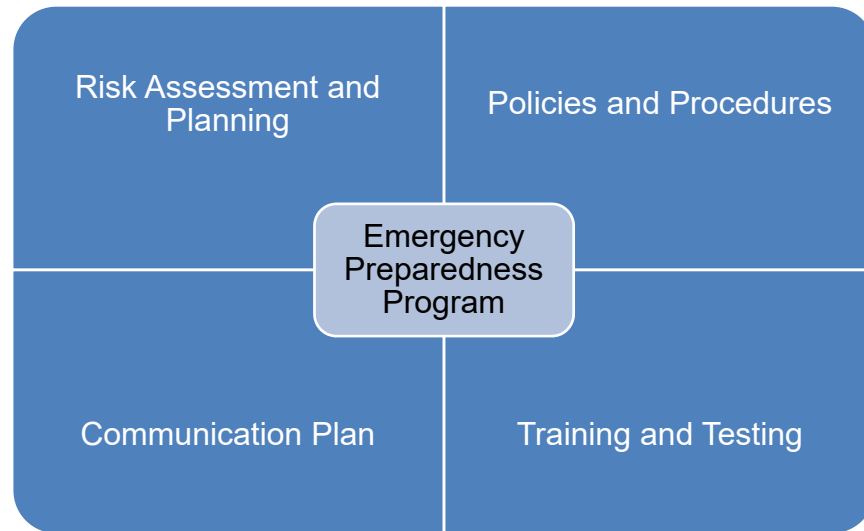 Risk Assessment and
Planning
Policies and Procedures
Emergency
Preparedness
Program
Communication Plan
Training and Testing